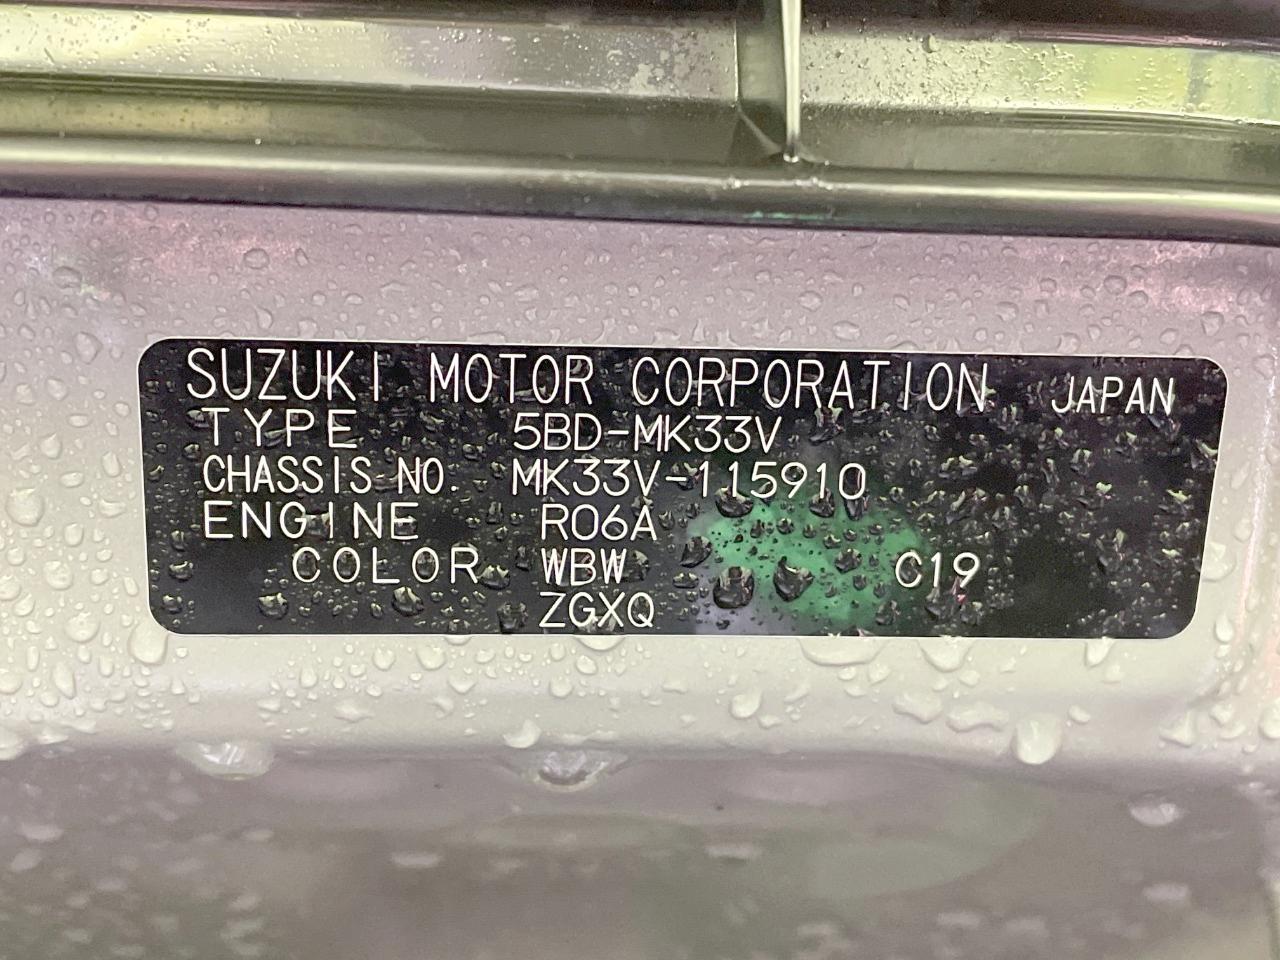 SUZUKI MOTOR CORPORATION JAPAN
TYPE 5BD-MK33V
CHASSIS NO. MK33V-115910
ENGINE R06A
COLOR WBW C19
ZGXQ